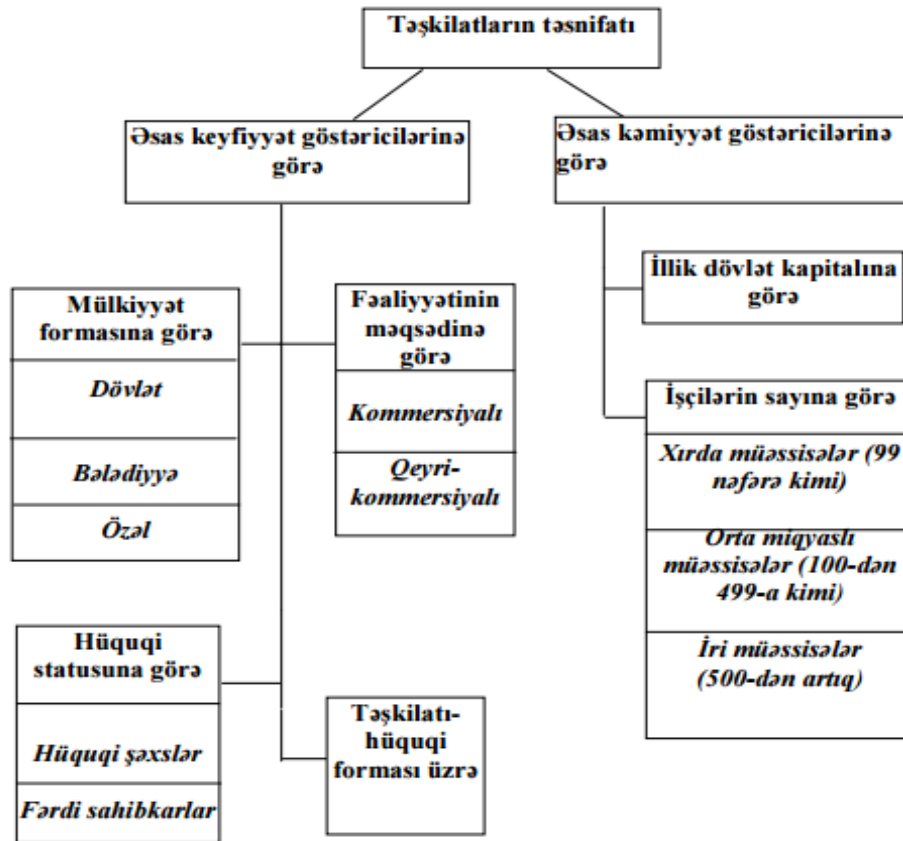 Təşkilatların təsnifatı
Əsas keyfiyyət göstəricilərinə
görə
Əsas kəmiyyət göstəricilərinə
görə
İllik dövlət kapitalına
görə
Mülkiyyət
formasına görə
Dövlət
Bələdiyyə
Özəl
Fəaliyyətinin
məqsədinə
görə
Kommersiyalı
Qeyri-
kommersiyalı
İşçilərin sayına görə
Xırda müəssisələr (99
nəfərə kimi)
Orta miqyaslı
müəssisələr (100-dən
499-a kimi)
İri müəssisələr
(500-dən artıq)
Hüquqi
statusuna görə
Hüquqi şəxslər
Fərdi sahibkarlar
Təşkilatı-
hüquqi
forması üzrə